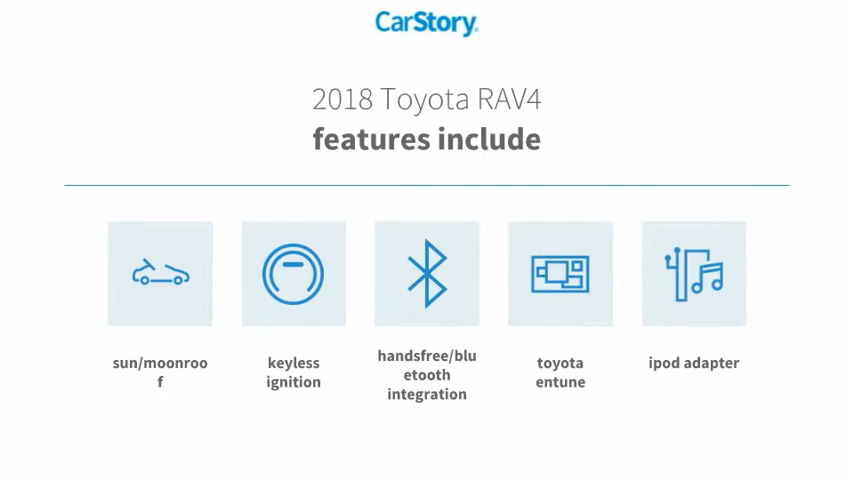 CarStory
2018 Toyota RAV4
features include
sun/moonroo
f
keyless
ignition
handsfree/blu
etooth
integration
toyota
entune
ipod adapter